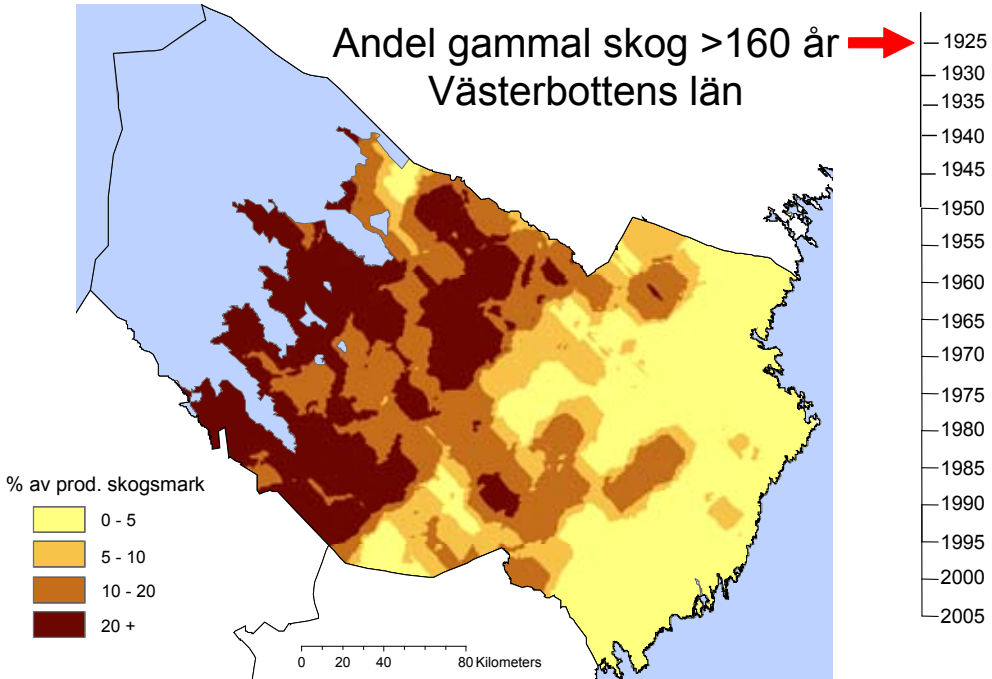 Andel gammal skog >160 år
Västerbottens län
1925
1930
1935
1940
1945
1950
1955
1960
1965
1970
1975
1980
1985
1990
1995
2000
2005
% av prod. skogsmark
0 - 5
5 - 10
10 - 20
20 +
0 20 40 80 Kilometers